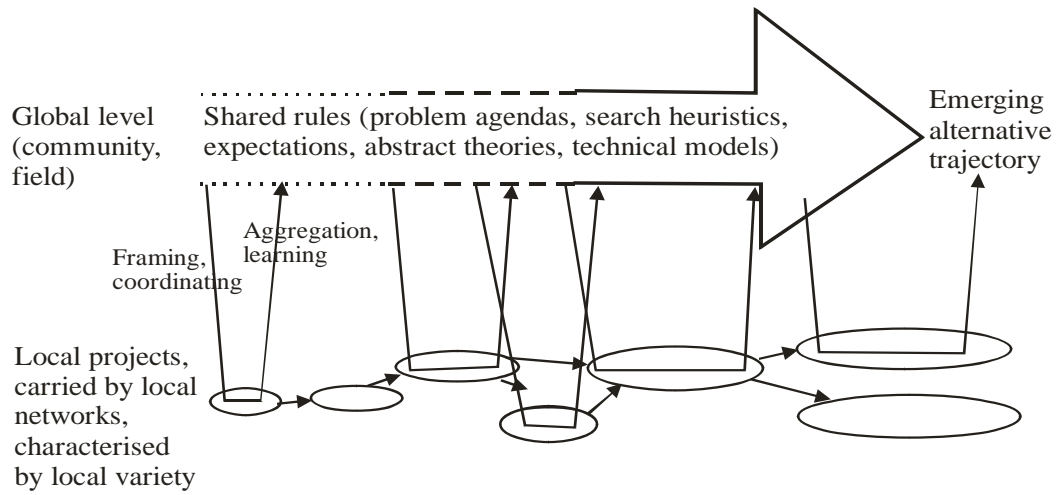 Global level
(community,
field)
Shared rules (problem agendas, search heuristics,
expectations, abstract theories, technical models)
Emerging
alternative
trajectory
Framing,
coordinating
Aggregation,
learning
Local projects,
carried by local
networks,
characterised
by local variety